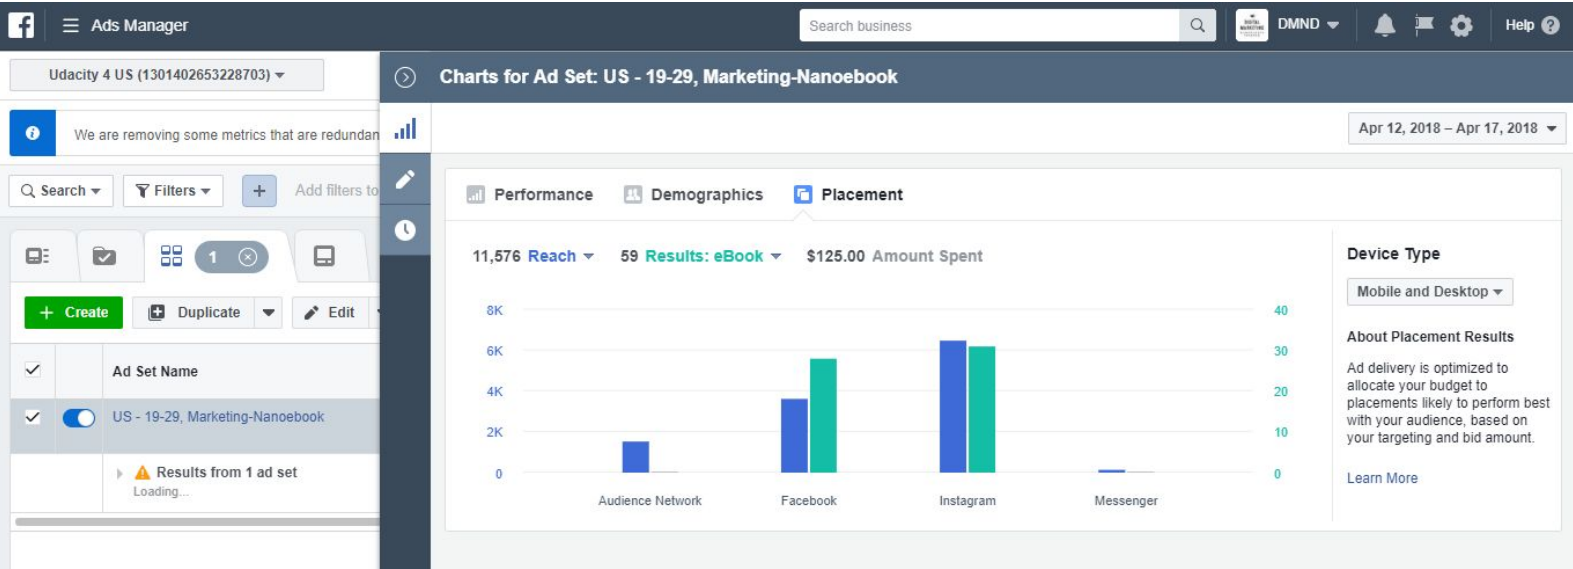 Ads Manager
Search business
DMND
Help
Udacity 4 US (1301402653228703)
Charts for Ad Set: US - 19-29, Marketing-Nanoebook
We are removing some metrics that are redundan
Apr 12, 2018 – Apr 17, 2018
Search
Filters
Add filters to
Performance
Demographics
Placement
1
11,576 Reach
59 Results: eBook
$125.00 Amount Spent
Device Type
Mobile and Desktop
Create
Duplicate
Edit
8K
40
6K
30
4K
20
2K
10
0
0
Audience Network
Facebook
Instagram
Messenger
About Placement Results
Ad delivery is optimized to
allocate your budget to
placements likely to perform best
with your audience, based on
your targeting and bid amount.
Learn More
Ad Set Name
US - 19-29, Marketing-Nanoebook
Results from 1 ad set
Loading...